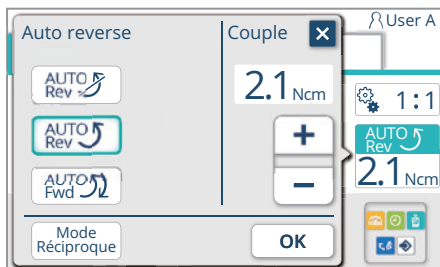 Auto reverse
Couple
User A
AUTO
Rev
2.1 Ncm
1:1
AUTO
Rev
+
AUTO
Rev
2.1 Ncm
AUTO
Fwd
−
Mode
Réciproque
OK